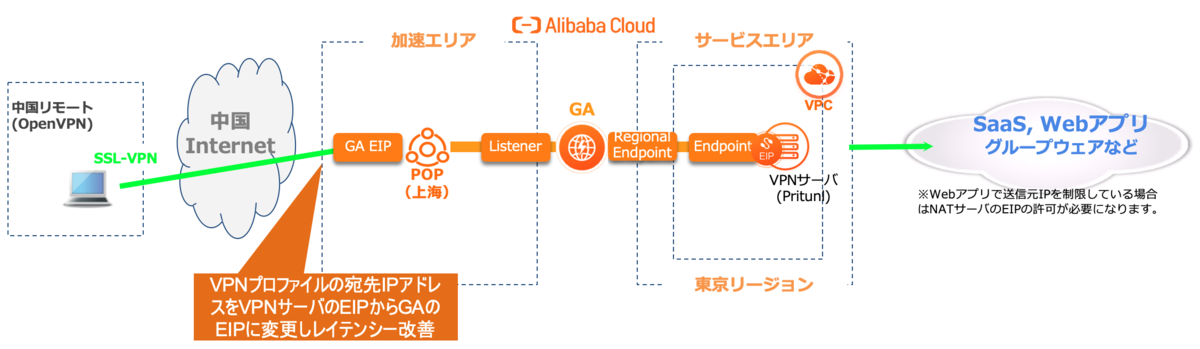 Alibaba Cloud
加速エリア
サービスエリア
中国リモート
(OpenVPN)
SSL-VPN
中国
Internet
GA EIP
POP
（上海）
Listener
GA
Regional
Endpoint
Endpoint
EIP
VPC
VPNサーバ
(Pritunl)
SaaS, Webアプリ
グループウェアなど
※Webアプリで送信元IPを制限している場合
はNATサーバのEIPの許可が必要になります。
VPNプロファイルの宛先IPアドレ
スをVPNサーバのEIPからGAの
EIPに変更しレイテンシー改善
東京リージョン